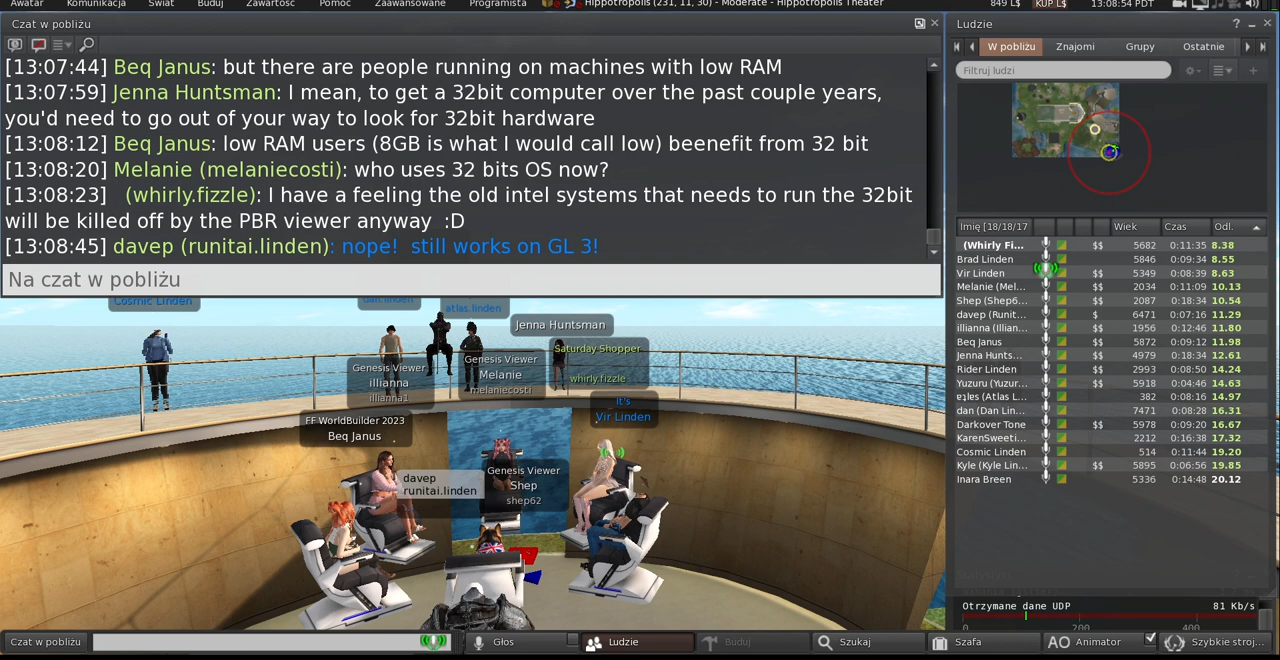 Awatar Komunikacja Świat Buduj Zawartość Pomoc Zaawansowane Programista Hippotropolis (231, 11, 30) - Moderate - Hippotropolis Theater 849 L$ KUP L$ 13:08:54 PDT
Czat w pobliżu
[13:07:44] Beq Janus: but there are people running on machines with low RAM
[13:07:59] Jenna Huntsman: I mean, to get a 32bit computer over the past couple years,
you'd need to go out of your way to look for 32bit hardware
[13:08:12] Beq Janus: low RAM users (8GB is what I would call low) beenefit from 32 bit
[13:08:20] Melanie (melaniecosti): who uses 32 bits OS now?
[13:08:23] (whirly.fizzle): I have a feeling the old intel systems that needs to run the 32bit
will be killed off by the PBR viewer anyway :D
[13:08:45] davep (runitai.linden): nope! still works on GL 3!
Na czat w pobliżu
Ludzie
W pobliżu Znajomi Grupy Ostatnie
Filtruj ludzi
Imię [18/18/17 Wiek Czas Odl.
(Whirly Fi... $$ 5682 0:11:35 8.38
Brad Linden 5846 0:09:34 8.55
Vir Linden $$ 5349 0:08:39 8.63
Melanie (Mel... $$ 2034 0:11:09 10.13
Shep (Shep6... $$ 2087 0:18:34 10.54
davep (Runit... $ 6471 0:07:16 11.29
illianna (Illian... $$ 1956 0:12:46 11.80
Beq Janus $$ 5872 0:09:12 11.98
Jenna Hunts... $$ 4979 0:18:34 12.61
Rider Linden $$ 2993 0:08:50 14.24
Yuzuru (Yuzur... $$ 5918 0:04:46 14.63
(Atlas L... 382 0:08:16 14.97
dan (Dan Lin... 7471 0:08:28 16.31
Darkover Tone $$ 5978 0:09:20 16.67
KarenSweeti... 2212 0:16:38 17.32
Cosmic Linden 514 0:11:44 19.20
Kyle (Kyle Lin... $$ 5895 0:06:56 19.85
Inara Breen 5336 0:14:48 20.12
Otrzymane dane UDP 81 Kb/s
0 200 400
Cosmic Linden
dan.linden
atlas.linden
Jenna Huntsman
Saturday Shopper
whirly.fizzle
Genesis Viewer
Melanie
melaniecosti
Genesis Viewer
illianna
illianna1
it's
Vir Linden
FF WorldBuilder 2023
Beq Janus
davep
runitai.linden
Genesis Viewer
Shep
shep62
Czat w pobliżu Głos Ludzie Buduj Szukaj Szafa AO Animator Szybkie stroj...